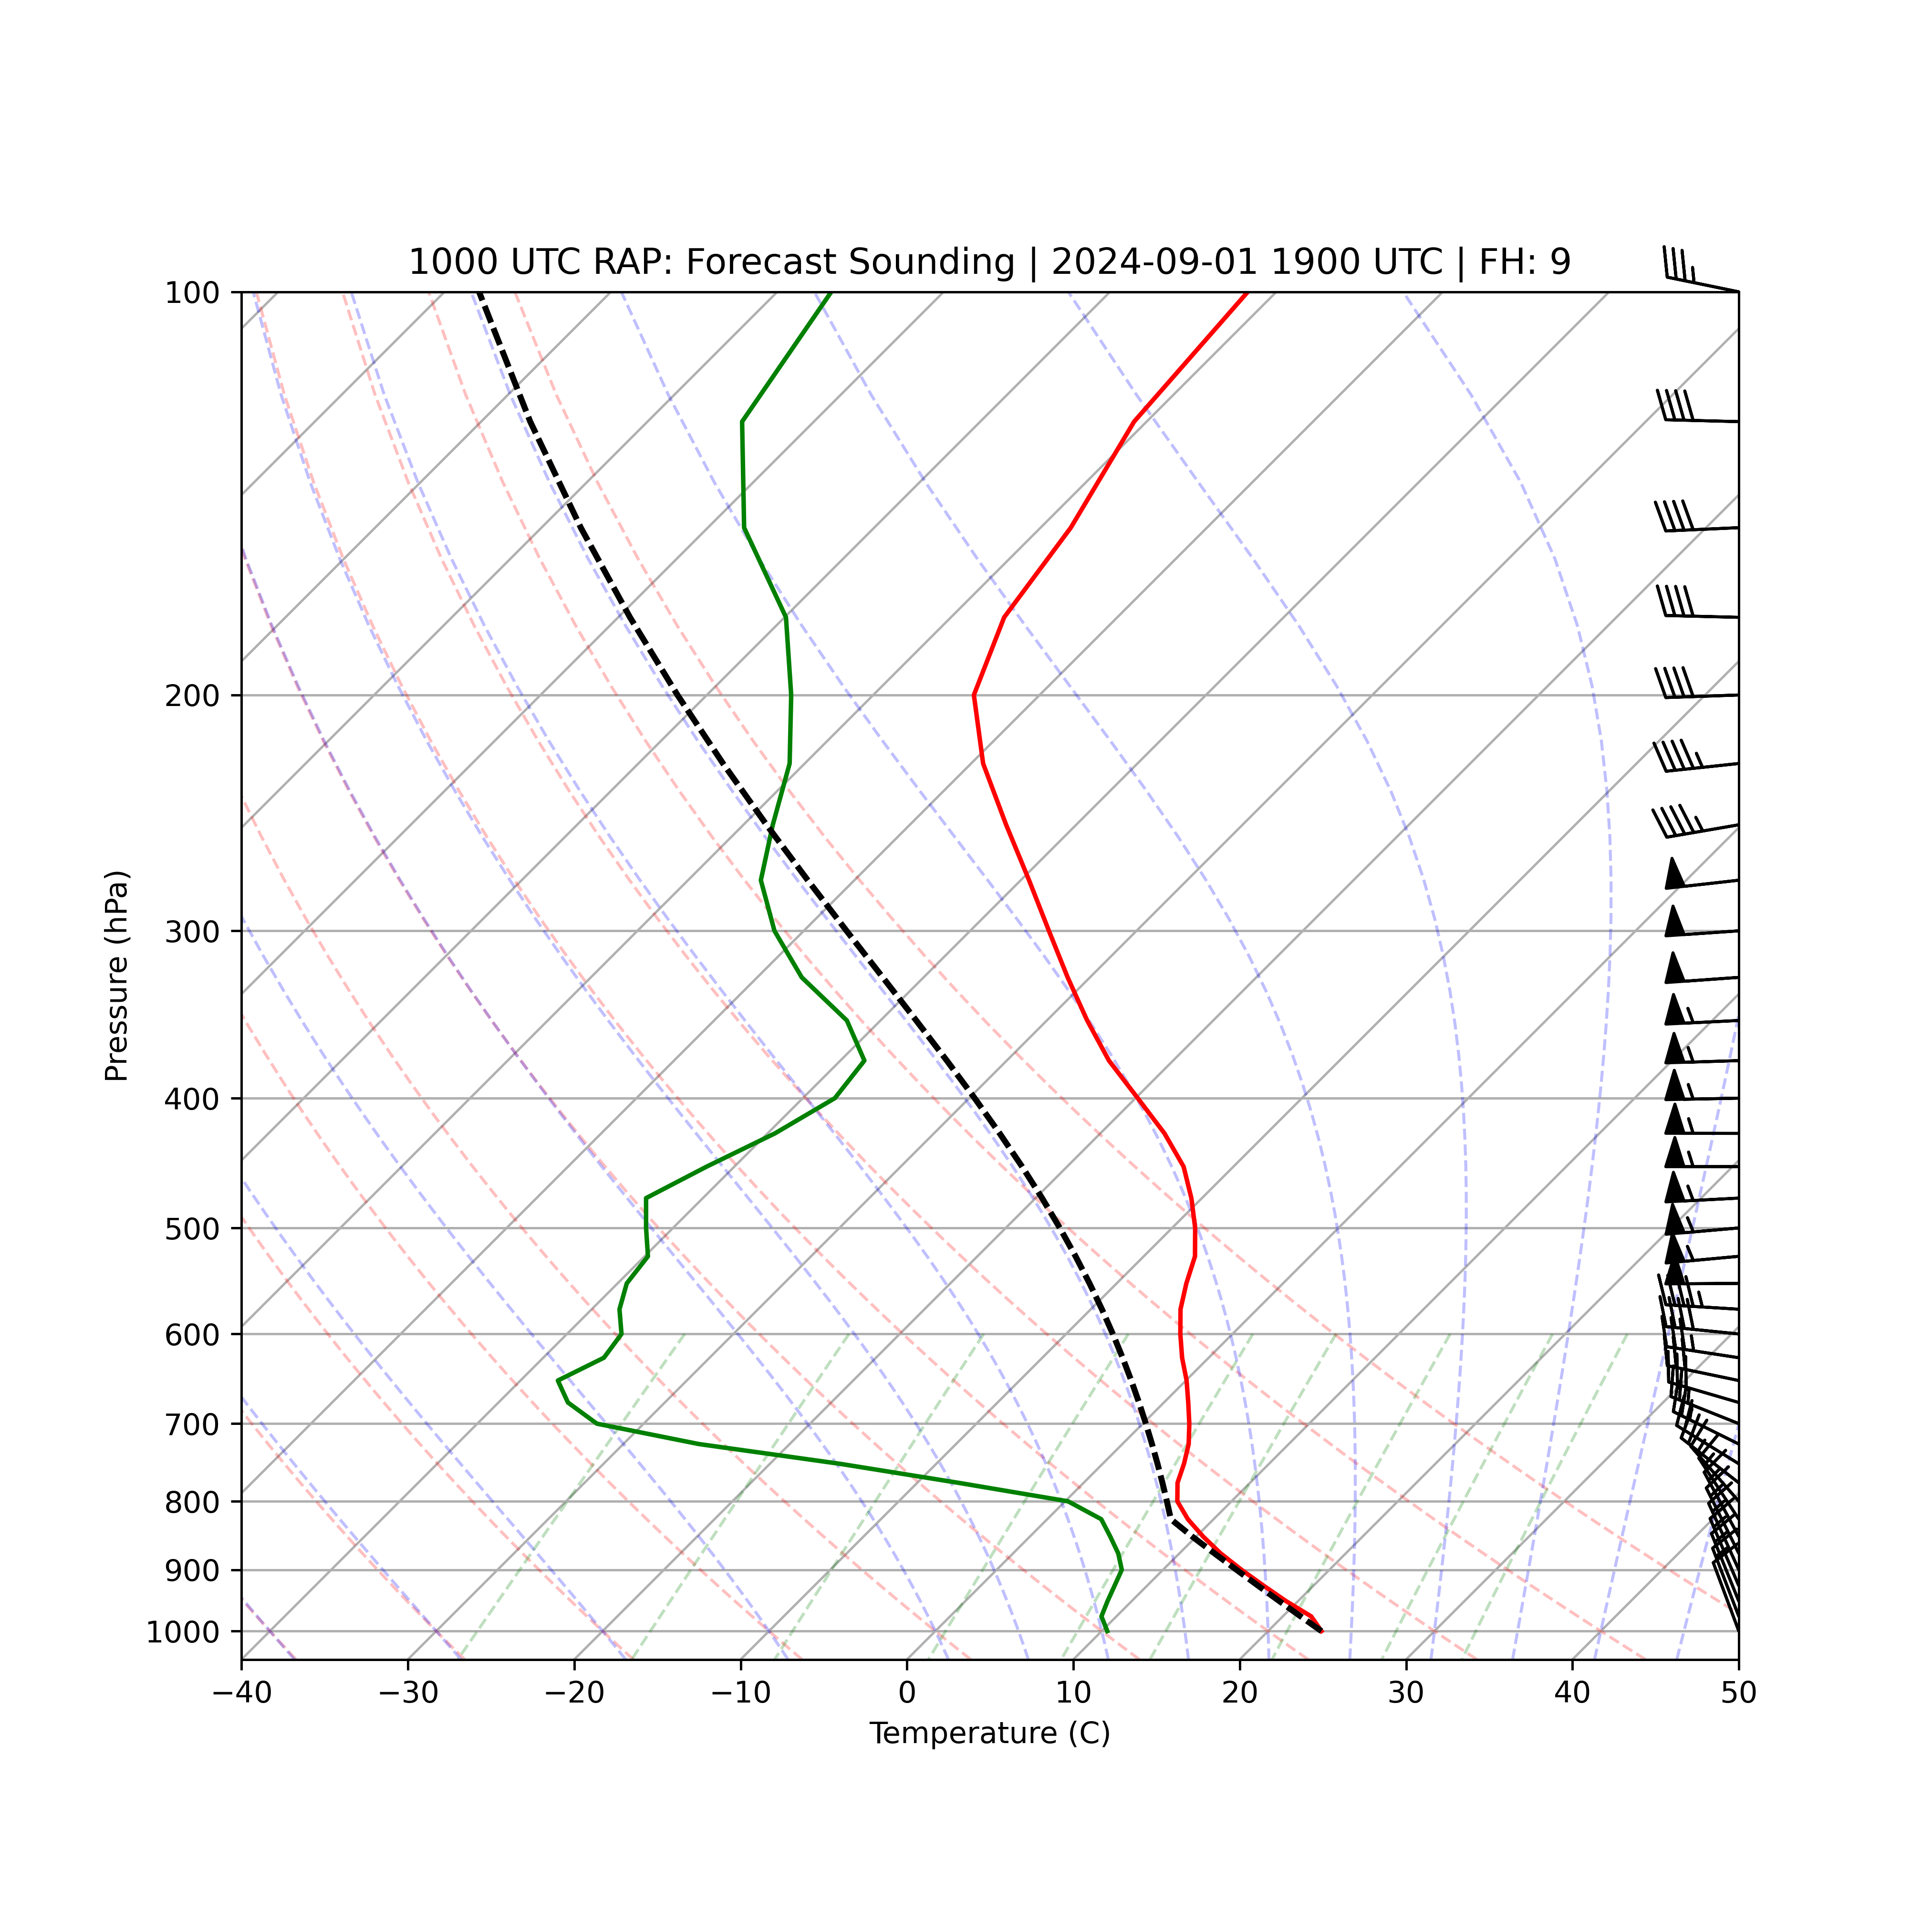 1000 UTC RAP: Forecast Sounding | 2024-09-01 1900 UTC | FH: 9
100
200
300
400
500
600
700
800
900
1000
Pressure (hPa)
−40 −30 −20 −10 0 10 20 30 40 50
Temperature (C)